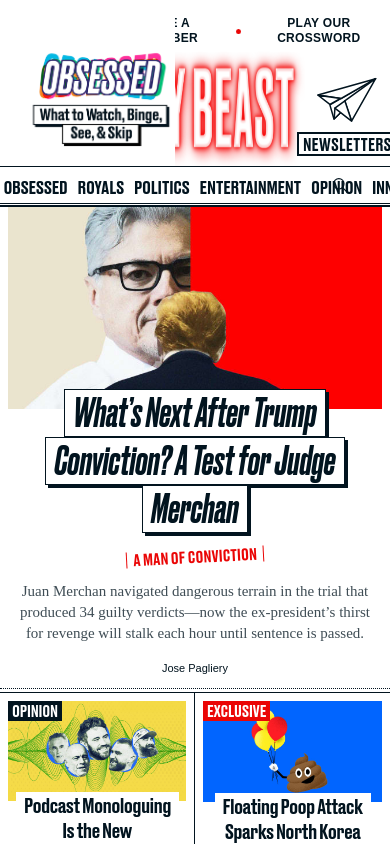 E A
BER
PLAY OUR
CROSSWORD
OBSESSED
What to Watch, Binge,
See, & Skip
Y BEAST
NEWSLETTERS
OBSESSED ROYALS POLITICS ENTERTAINMENT OPINION INN
What's Next After Trump
Conviction? A Test for Judge
Merchan
A MAN OF CONVICTION
Juan Merchan navigated dangerous terrain in the trial that
produced 34 guilty verdicts—now the ex-president's thirst
for revenge will stalk each hour until sentence is passed.
Jose Pagliery
OPINION
Podcast Monologuing
Is the New
EXCLUSIVE
Floating Poop Attack
Sparks North Korea